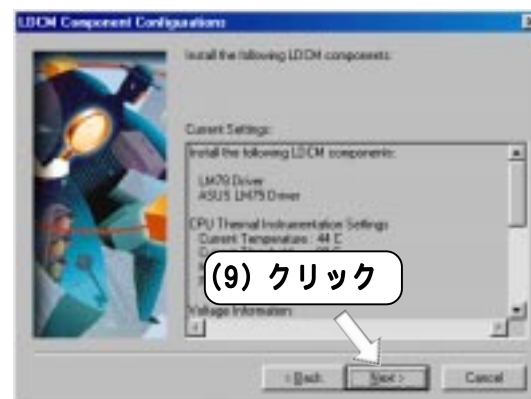 LDCM Component Configurations
Install the following LDCM components:
Current Settings:
Install the following LDCM components:
LM78 Driver
ASUS LM75 Driver
CPU Thermal Instrumentation Settings
Current Temperature : 44 C
(9) クリック
Voltage Information:
< Back
Next >
Cancel